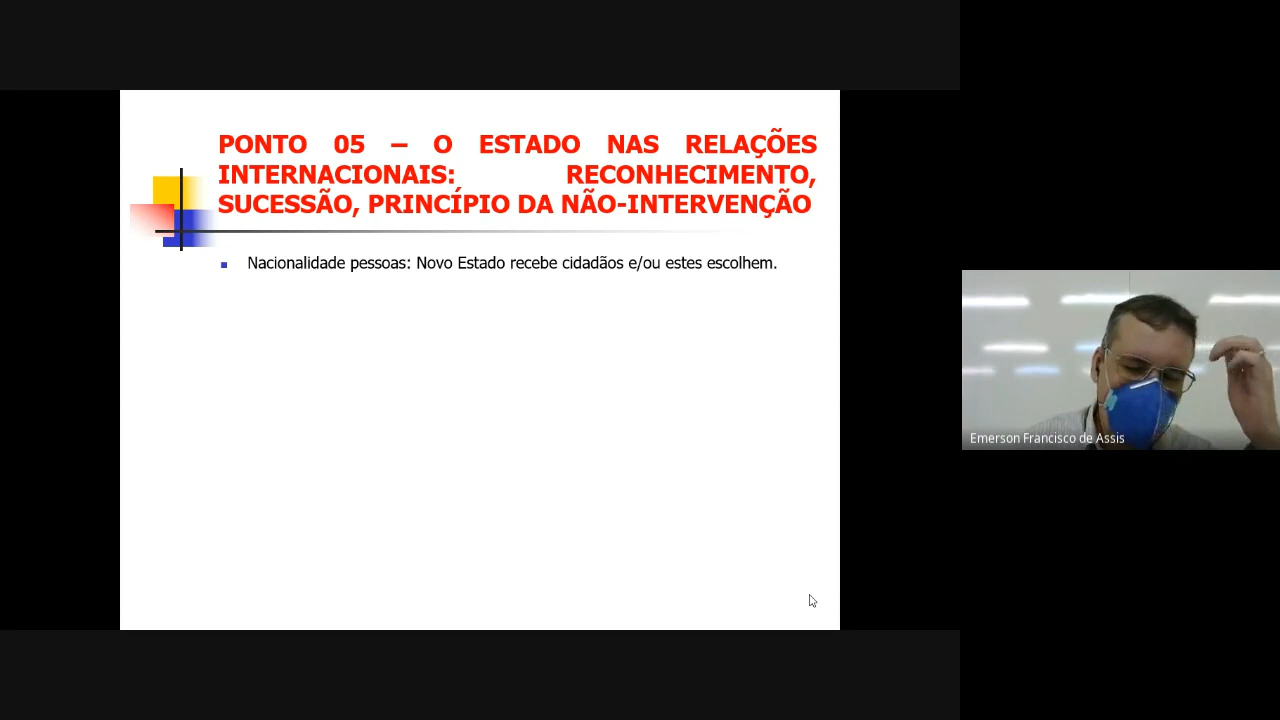 PONTO 05 – O ESTADO NAS RELAÇÕES
INTERNACIONAIS: RECONHECIMENTO,
SUCESSÃO, PRINCÍPIO DA NÃO-INTERVENÇÃO
Nacionalidade pessoas: Novo Estado recebe cidadãos e/ou estes escolhem.
Emerson Francisco de Assis